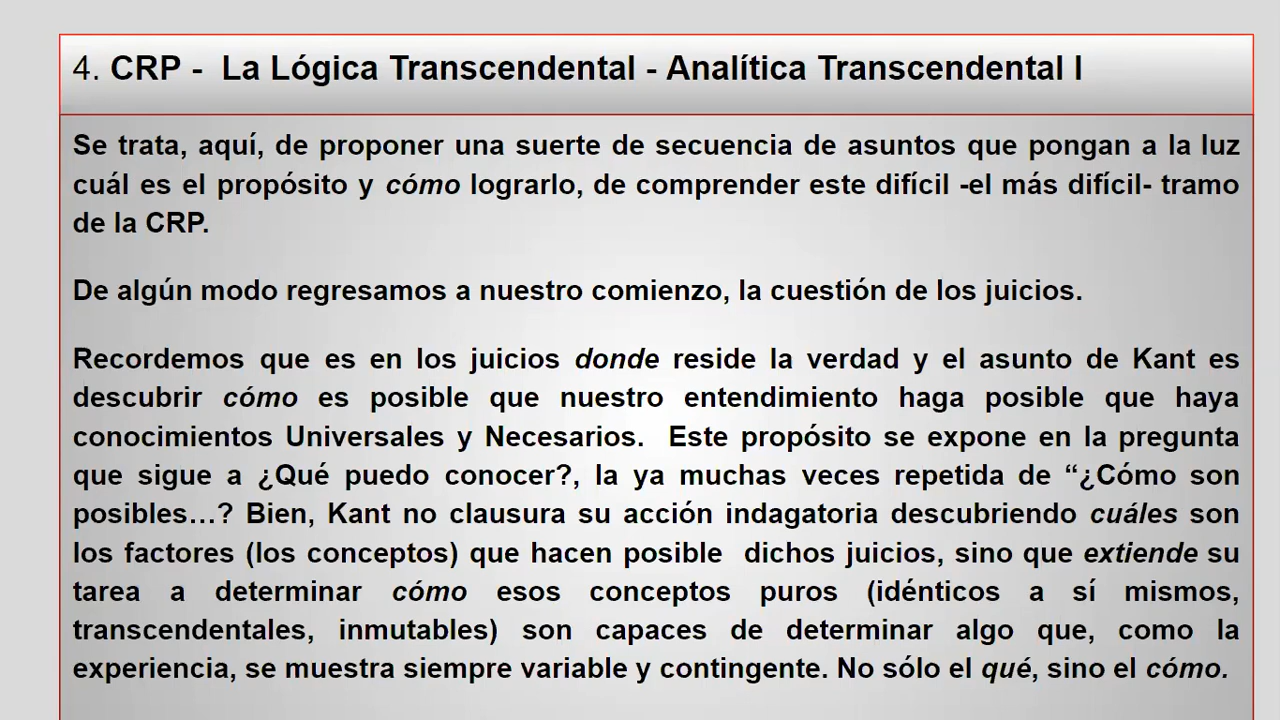 4. CRP -  La Lógica Transcendental - Analítica Transcendental I
Se trata, aquí, de proponer una suerte de secuencia de asuntos que pongan a la luz
cuál es el propósito y cómo lograrlo, de comprender este difícil -el más difícil- tramo
de la CRP.
De algún modo regresamos a nuestro comienzo, la cuestión de los juicios.
Recordemos que es en los juicios donde reside la verdad y el asunto de Kant es
descubrir cómo es posible que nuestro entendimiento haga posible que haya
conocimientos Universales y Necesarios.  Este propósito se expone en la pregunta
que sigue a ¿Qué puedo conocer?, la ya muchas veces repetida de “¿Cómo son
posibles…? Bien, Kant no clausura su acción indagatoria descubriendo cuáles son
los factores (los conceptos) que hacen posible  dichos juicios, sino que extiende su
tarea a determinar cómo esos conceptos puros (idénticos a sí mismos,
transcendentales, inmutables) son capaces de determinar algo que, como la
experiencia, se muestra siempre variable y contingente. No sólo el qué, sino el cómo.